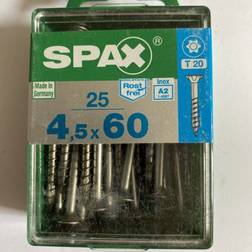 SPAX®
T 20
Made in
Germany
25
Rost
frei
inox
A2
4,5 x 60